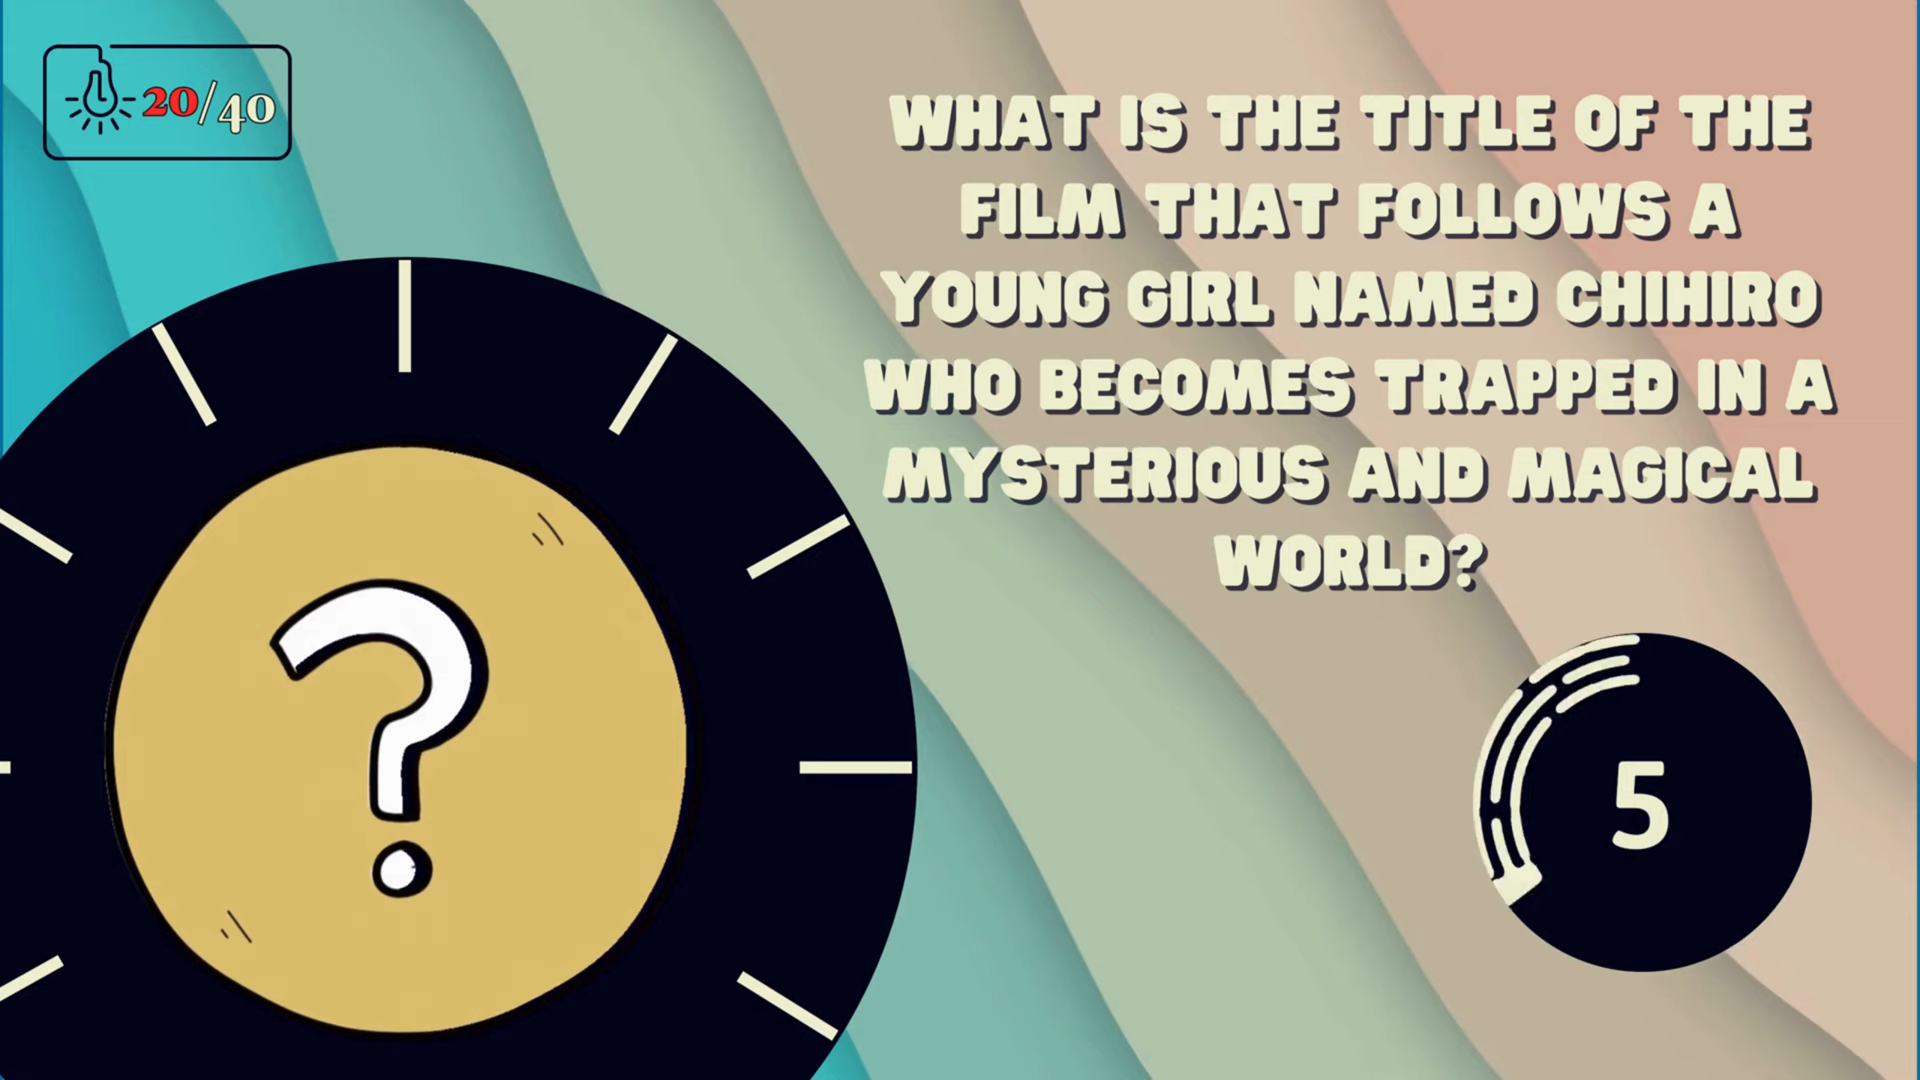 20/40
WHAT IS THE TITLE OF THE
FILM THAT FOLLOWS A
YOUNG GIRL NAMED CHIHIRO
WHO BECOMES TRAPPED IN A
MYSTERIOUS AND MAGICAL
WORLD?
?
5